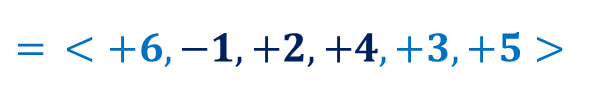 = < +6, −1, +2, +4, +3, +5 >